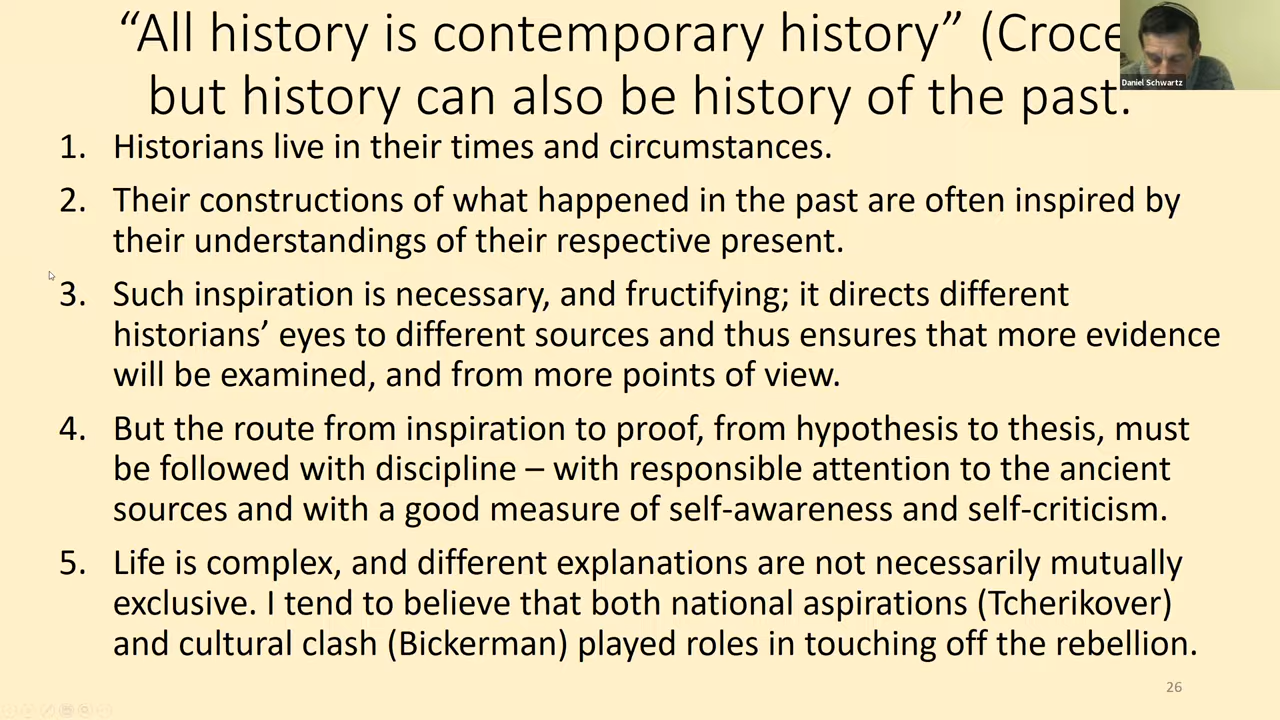 “All history is contemporary history” (Croce
but history can also be history of the past.
Daniel Schwartz
1. Historians live in their times and circumstances.
2. Their constructions of what happened in the past are often inspired by
their understandings of their respective present.
3. Such inspiration is necessary, and fructifying; it directs different
historians’ eyes to different sources and thus ensures that more evidence
will be examined, and from more points of view.
4. But the route from inspiration to proof, from hypothesis to thesis, must
be followed with discipline – with responsible attention to the ancient
sources and with a good measure of self-awareness and self-criticism.
5. Life is complex, and different explanations are not necessarily mutually
exclusive. I tend to believe that both national aspirations (Tcherikover)
and cultural clash (Bickerman) played roles in touching off the rebellion.
26